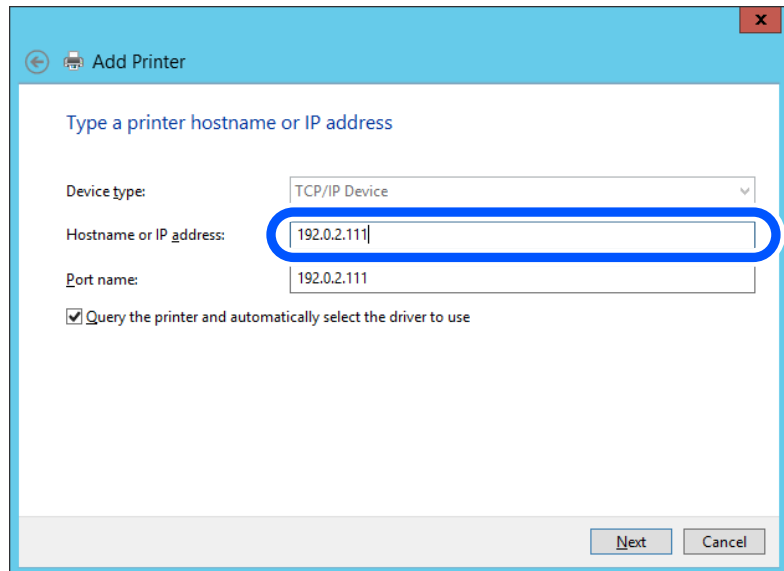 x
Add Printer
Type a printer hostname or IP address
Device type: TCP/IP Device
Hostname or IP address: 192.0.2.111
Port name: 192.0.2.111
Query the printer and automatically select the driver to use
Next Cancel